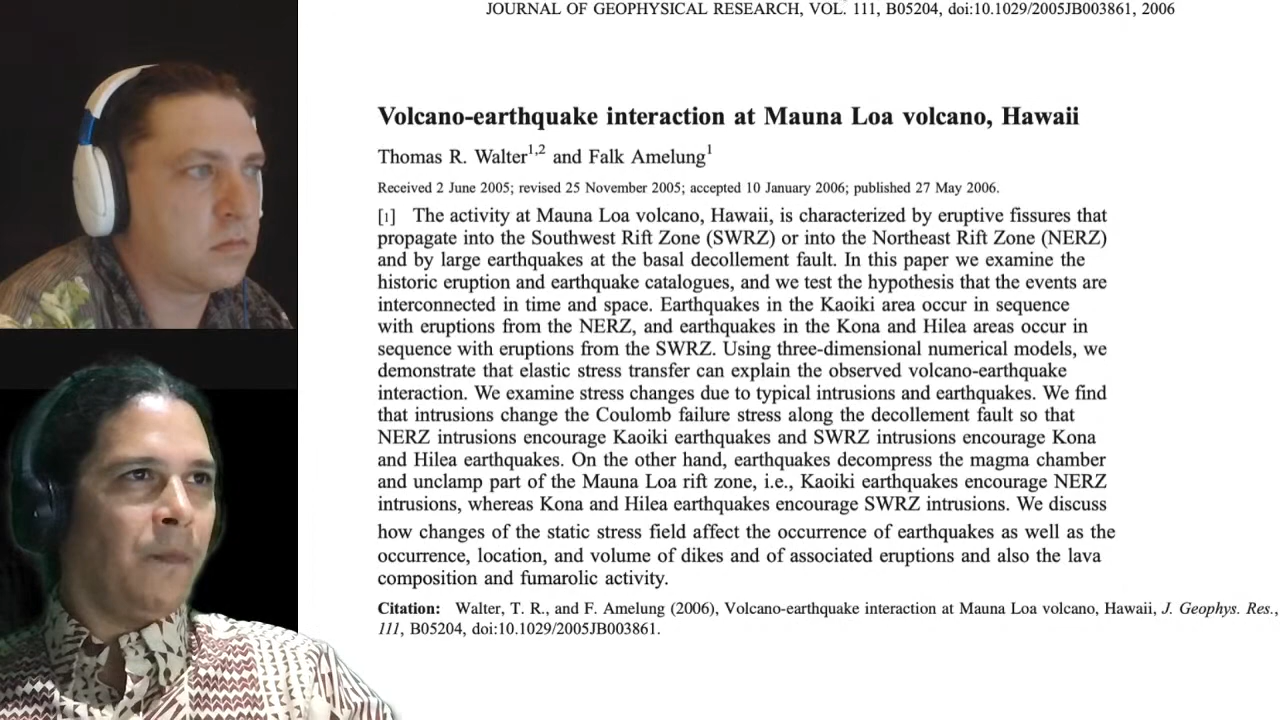 JOURNAL OF GEOPHYSICAL RESEARCH, VOL. 111, B05204, doi:10.1029/2005JB003861, 2006
Volcano-earthquake interaction at Mauna Loa volcano, Hawaii
Thomas R. Walter1,2 and Falk Amelung1
Received 2 June 2005; revised 25 November 2005; accepted 10 January 2006; published 27 May 2006.
[1] The activity at Mauna Loa volcano, Hawaii, is characterized by eruptive fissures that
propagate into the Southwest Rift Zone (SWRZ) or into the Northeast Rift Zone (NERZ)
and by large earthquakes at the basal decollement fault. In this paper we examine the
historic eruption and earthquake catalogues, and we test the hypothesis that the events are
interconnected in time and space. Earthquakes in the Kaoiki area occur in sequence
with eruptions from the NERZ, and earthquakes in the Kona and Hilea areas occur in
sequence with eruptions from the SWRZ. Using three-dimensional numerical models, we
demonstrate that elastic stress transfer can explain the observed volcano-earthquake
interaction. We examine stress changes due to typical intrusions and earthquakes. We find
that intrusions change the Coulomb failure stress along the decollement fault so that
NERZ intrusions encourage Kaoiki earthquakes and SWRZ intrusions encourage Kona
and Hilea earthquakes. On the other hand, earthquakes decompress the magma chamber
and unclamp part of the Mauna Loa rift zone, i.e., Kaoiki earthquakes encourage NERZ
intrusions, whereas Kona and Hilea earthquakes encourage SWRZ intrusions. We discuss
how changes of the static stress field affect the occurrence of earthquakes as well as the
occurrence, location, and volume of dikes and of associated eruptions and also the lava
composition and fumarolic activity.
Citation: Walter, T. R., and F. Amelung (2006), Volcano-earthquake interaction at Mauna Loa volcano, Hawaii, J. Geophys. Res.,
111, B05204, doi:10.1029/2005JB003861.